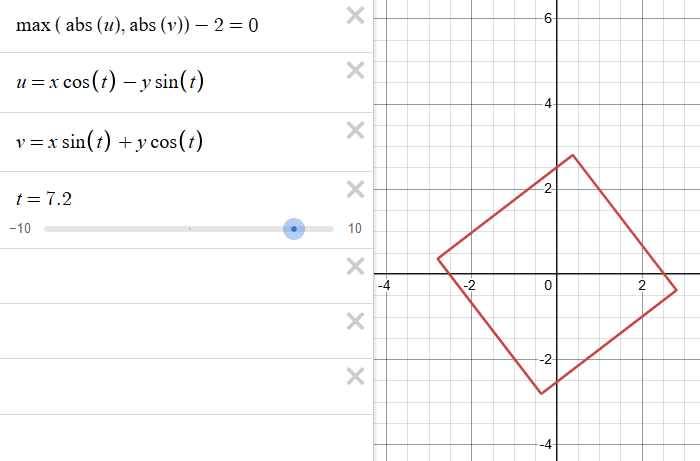 max ( abs (u), abs (v)) − 2 = 0
u = x cos(t) − y sin(t)
v = x sin(t) + y cos(t)
t = 7.2
−10 10
6
4
2
-4 -2 0 2
-2
-4